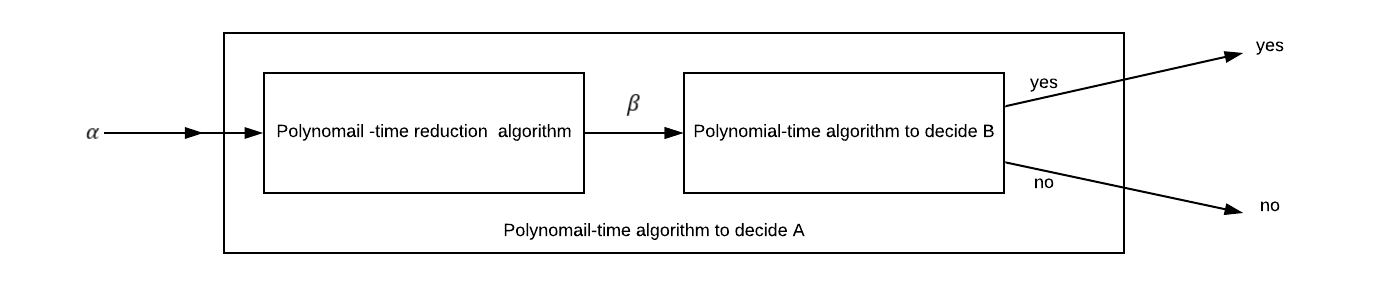 yes
β
yes
α
Polynomail -time reduction  algorithm
Polynomial-time algorithm to decide B
no
no
Polynomail-time algorithm to decide A